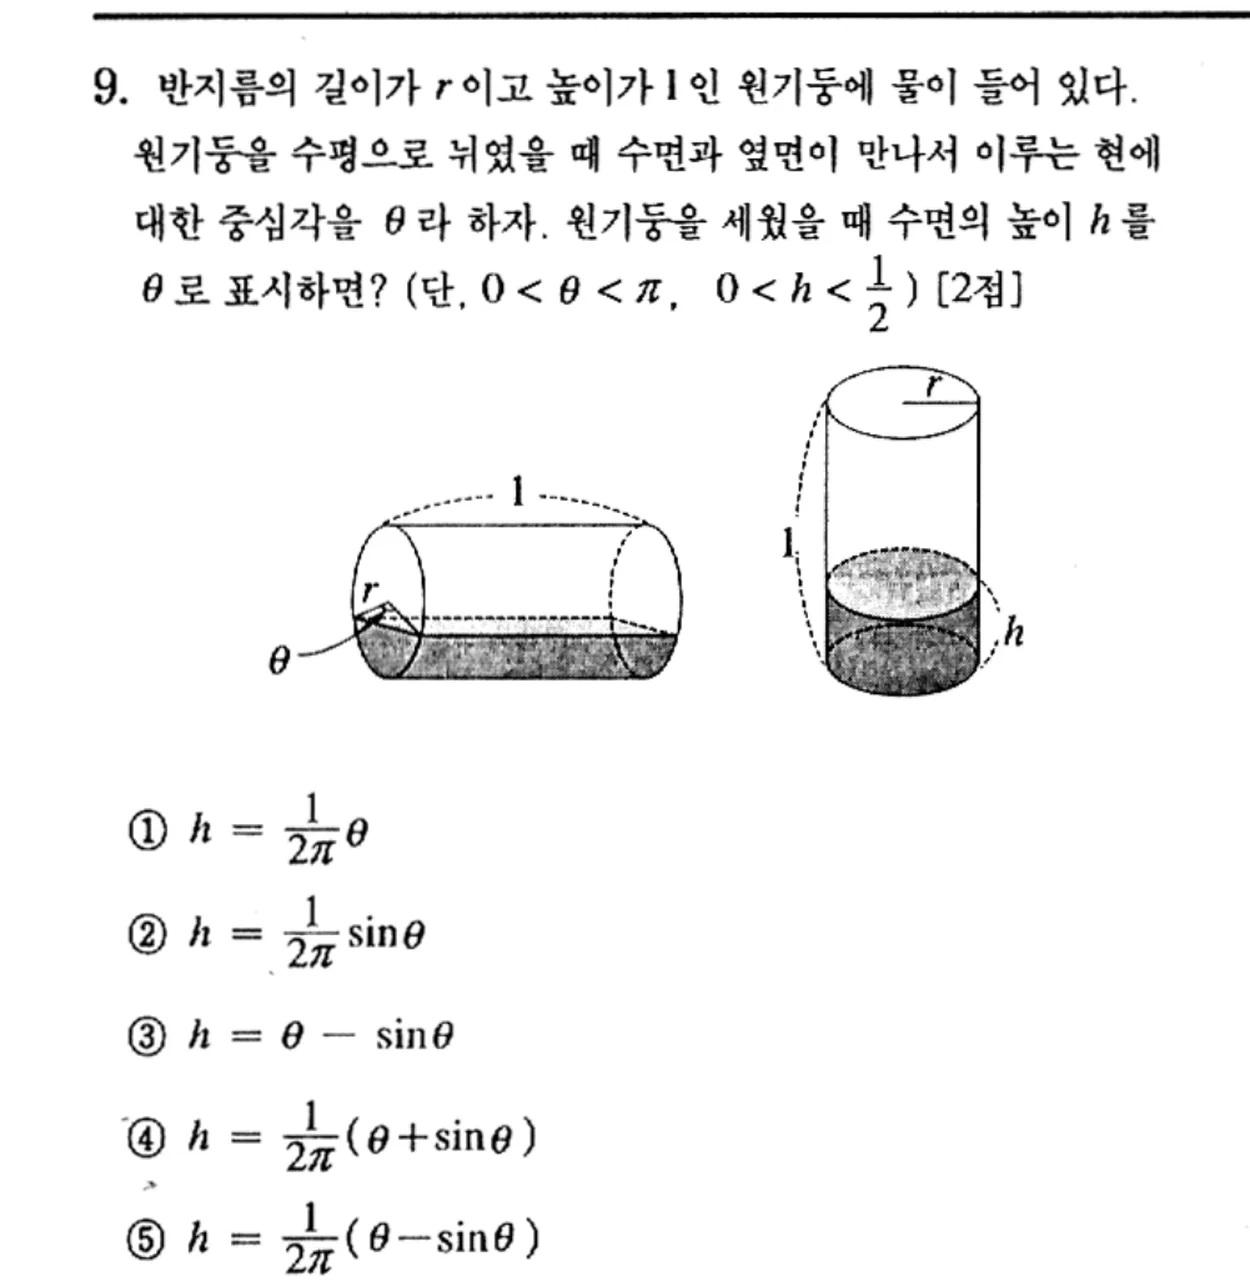 9. 반지름의 길이가 r이고 높이가 1인 원기둥에 물이 들어 있다.
원기둥을 수평으로 뉘였을 때 수면과 옆면이 만나서 이루는 현에
대한 중심각을 θ라 하자. 원기둥을 세웠을 때 수면의 높이 h를
θ로 표시하면? (단, 0 < θ < π, 0 < h < 1/2) [2점]
r
1
1
r
h
θ
① h = 1/2π θ
② h = 1/2π sinθ
③ h = θ − sinθ
④ h = 1/2π (θ+sinθ)
⑤ h = 1/2π (θ−sinθ)